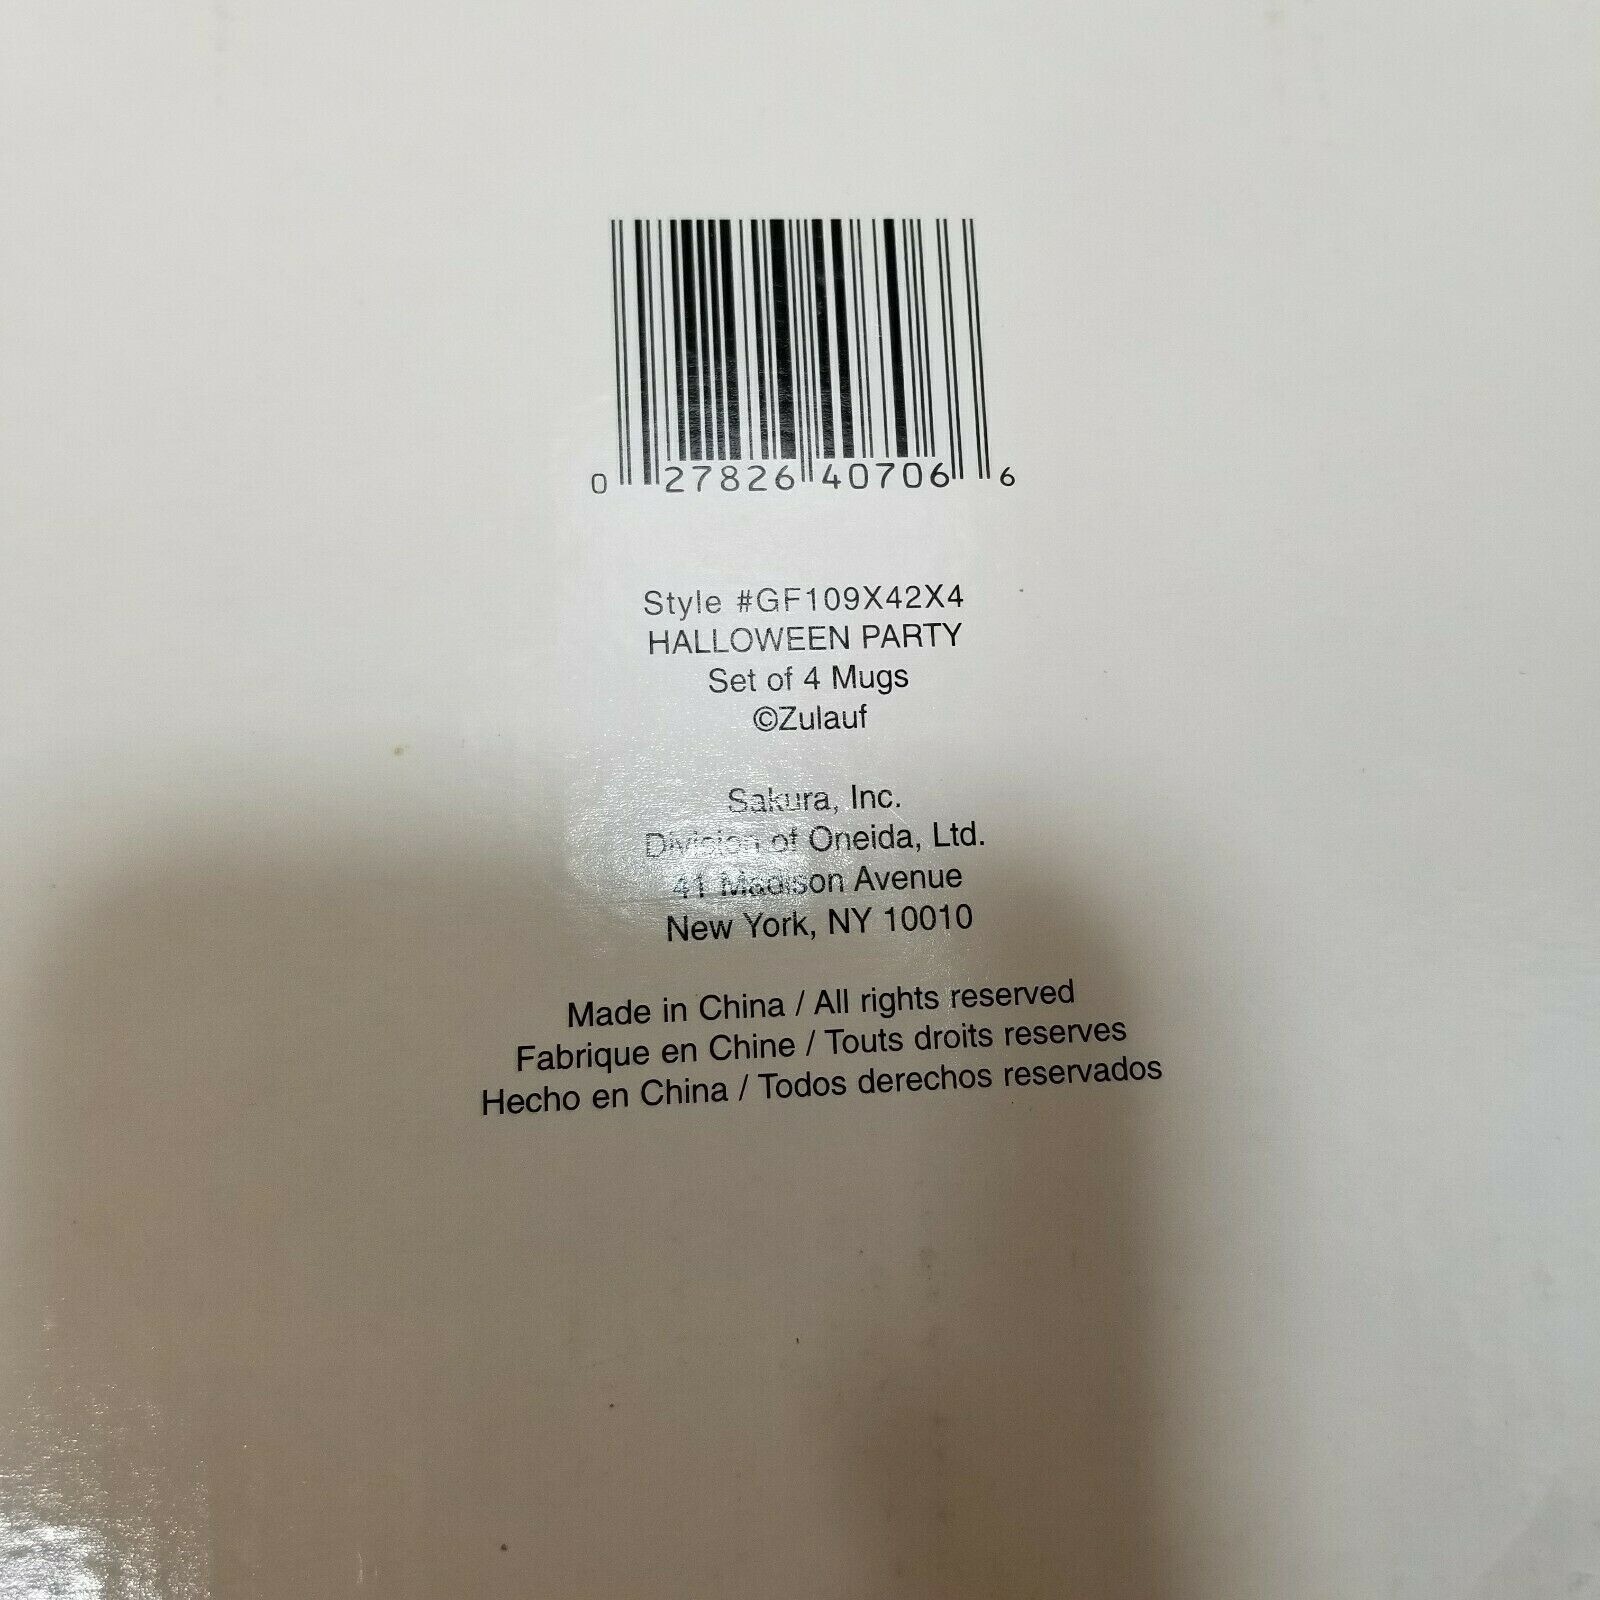 0 27826 40706 6
Style #GF109X42X4
HALLOWEEN PARTY
Set of 4 Mugs
©Zulauf
Sakura, Inc.
Division of Oneida, Ltd.
41 Madison Avenue
New York, NY 10010
Made in China / All rights reserved
Fabrique en Chine / Touts droits reserves
Hecho en China / Todos derechos reservados